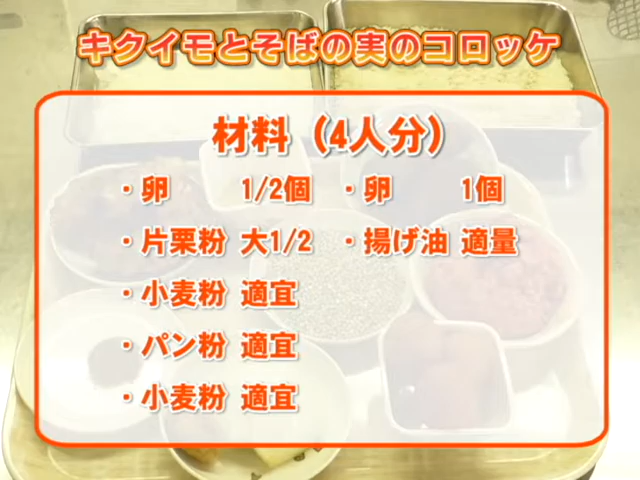 キクイモとそばの実のコロッケ
材料（4人分）
・卵 1/2個 ・卵 1個
・片栗粉 大1/2 ・揚げ油 適量
・小麦粉 適宜
・パン粉 適宜
・小麦粉 適宜